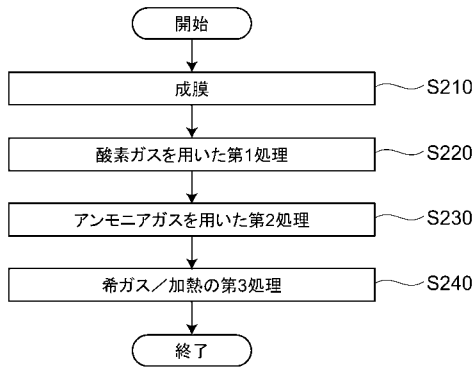 開始
成膜
S210
酸素ガスを用いた第1処理
S220
アンモニアガスを用いた第2処理
S230
希ガス／加熱の第3処理
S240
終了